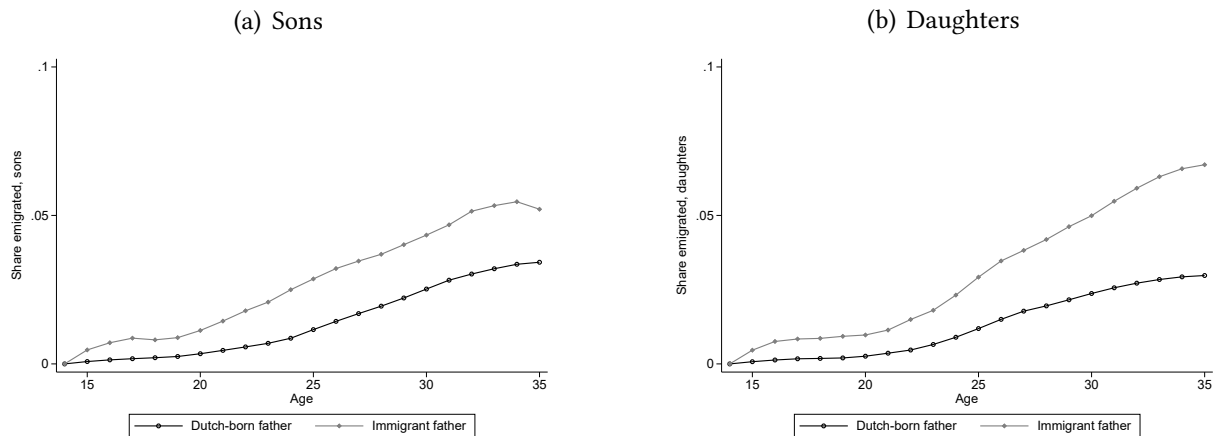 (a) Sons
.1
.05
0
Share emigrated, sons
15 20 25 30 35
Age
Dutch-born father Immigrant father
(b) Daughters
.1
.05
0
Share emigrated, daughters
15 20 25 30 35
Age
Dutch-born father Immigrant father